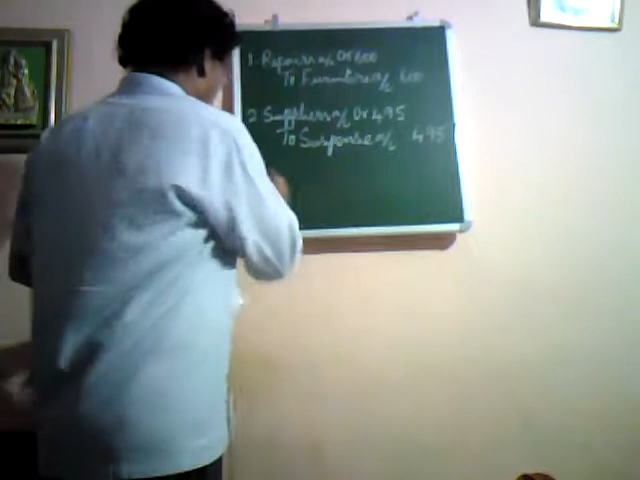 1. Repairs a/c Dr 600
To Furniture a/c 600
2 Suppliers a/c Dr 495
To Suspense a/c 495